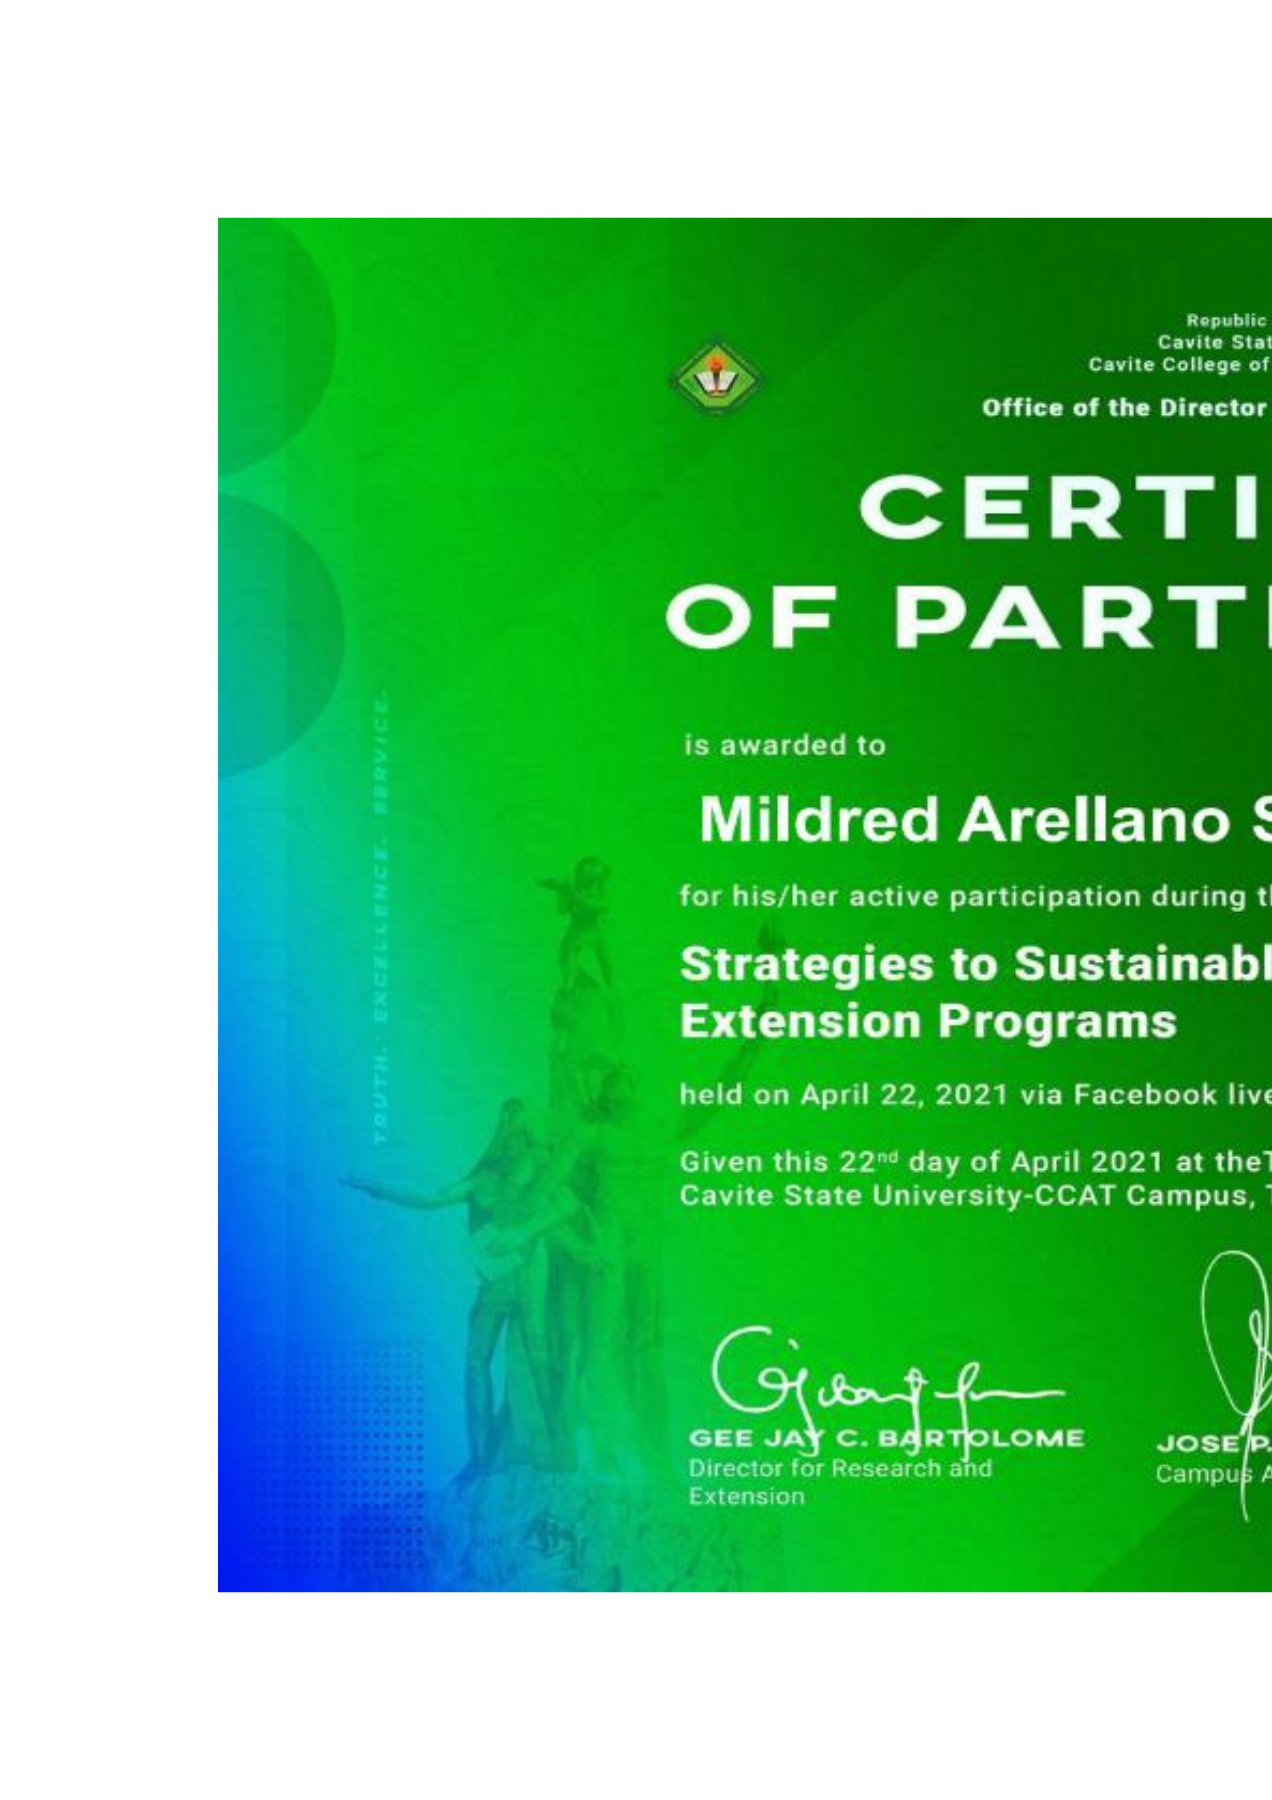 Republic
Cavite Stat
Cavite College of
Office of the Director
CERTI
OF PARTI
is awarded to
Mildred Arellano S
for his/her active participation during th
Strategies to Sustainabl
Extension Programs
held on April 22, 2021 via Facebook live
Given this 22nd day of April 2021 at theT
Cavite State University-CCAT Campus, T
GEE JAY C. BARTOLOME
Director for Research and
Extension
JOSE P.
Campus A
TRUTH. EXCELLENCE. SERVICE.